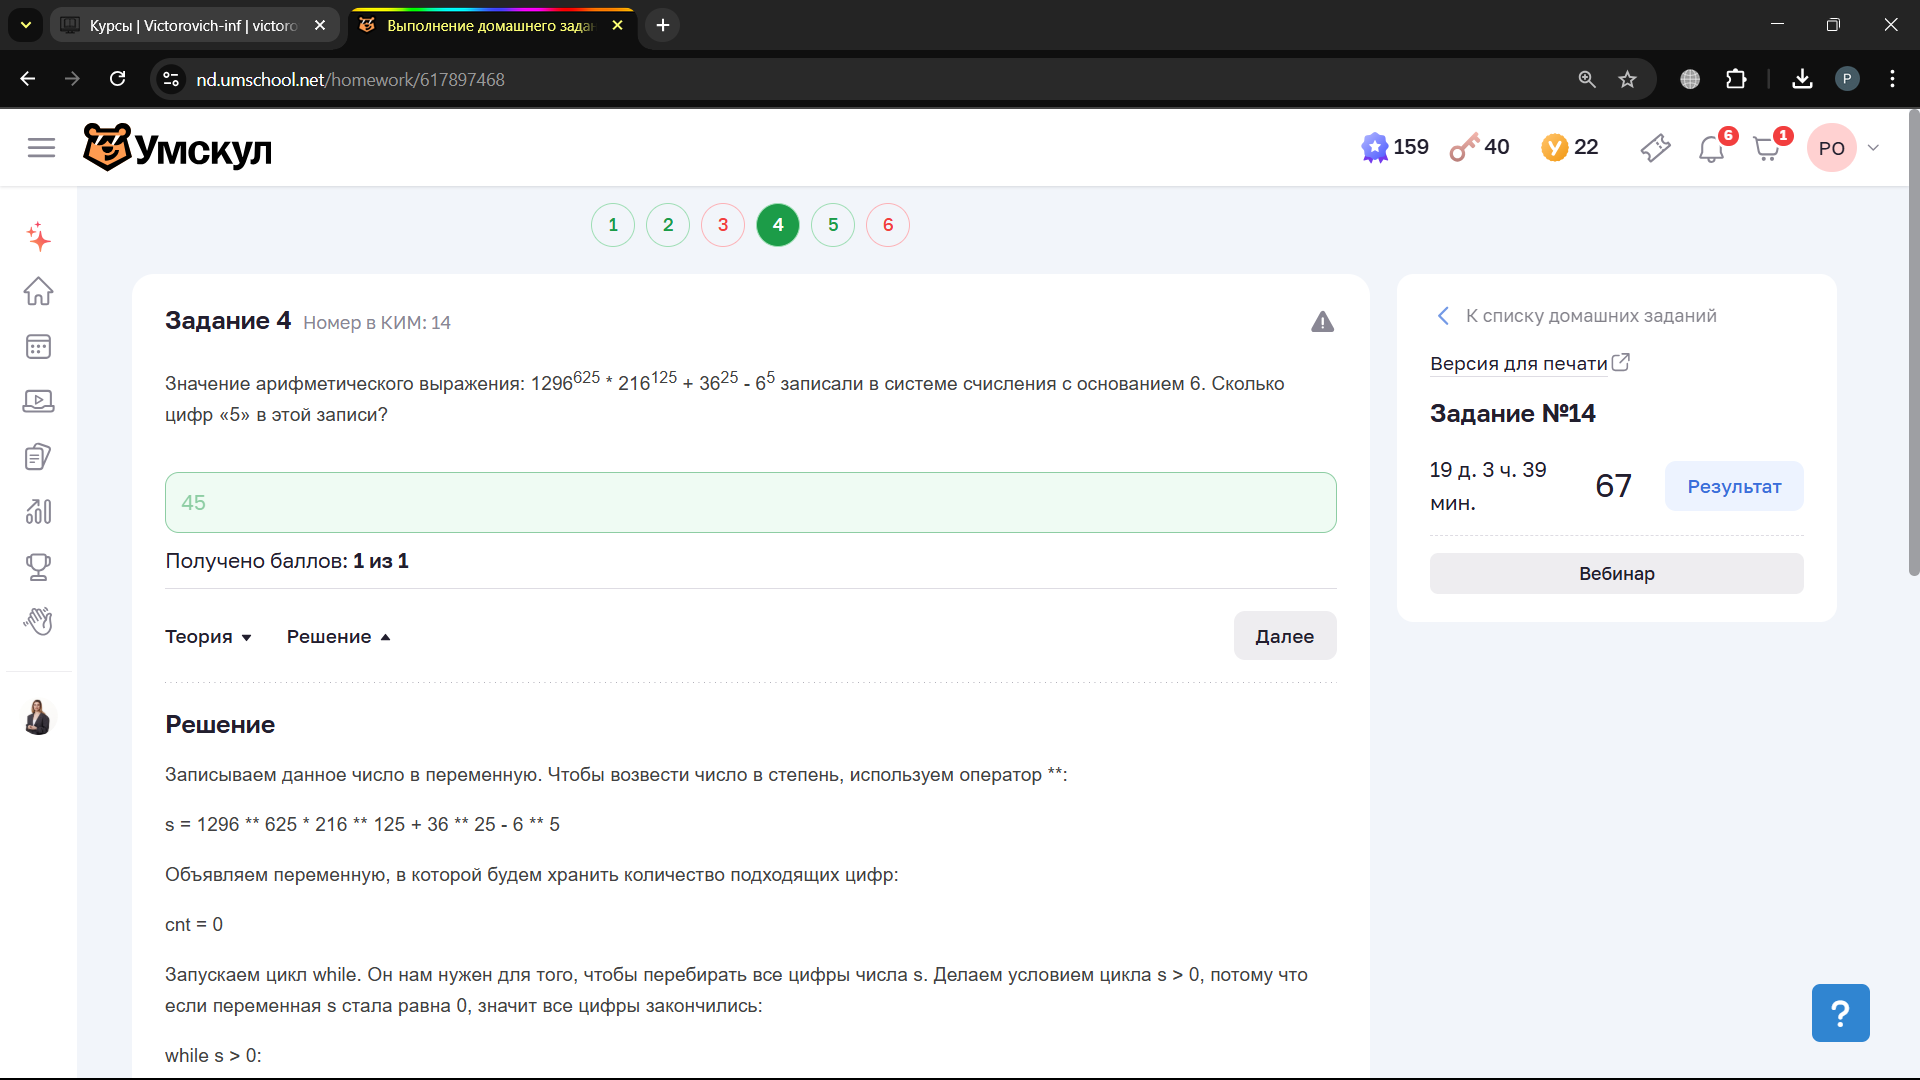 Курсы | Victorovich-inf | victoro
Выполнение домашнего зада
nd.umschool.net/homework/617897468
P
Умскул
159
40
22
6
1
PO
1 2 3 4 5 6
Задание 4 Номер в КИМ: 14
Значение арифметического выражения: 1296^625 * 216^125 + 36^25 - 6^5 записали в системе счисления с основанием 6. Сколько
цифр «5» в этой записи?
45
Получено баллов: 1 из 1
Теория Решение
Далее
Решение
Записываем данное число в переменную. Чтобы возвести число в степень, используем оператор **:
s = 1296 ** 625 * 216 ** 125 + 36 ** 25 - 6 ** 5
Объявляем переменную, в которой будем хранить количество подходящих цифр:
cnt = 0
Запускаем цикл while. Он нам нужен для того, чтобы перебирать все цифры числа s. Делаем условием цикла s > 0, потому что
если переменная s стала равна 0, значит все цифры закончились:
while s > 0:
К списку домашних заданий
Версия для печати
Задание №14
19 д. 3 ч. 39
мин.
67
Результат
Вебинар
?